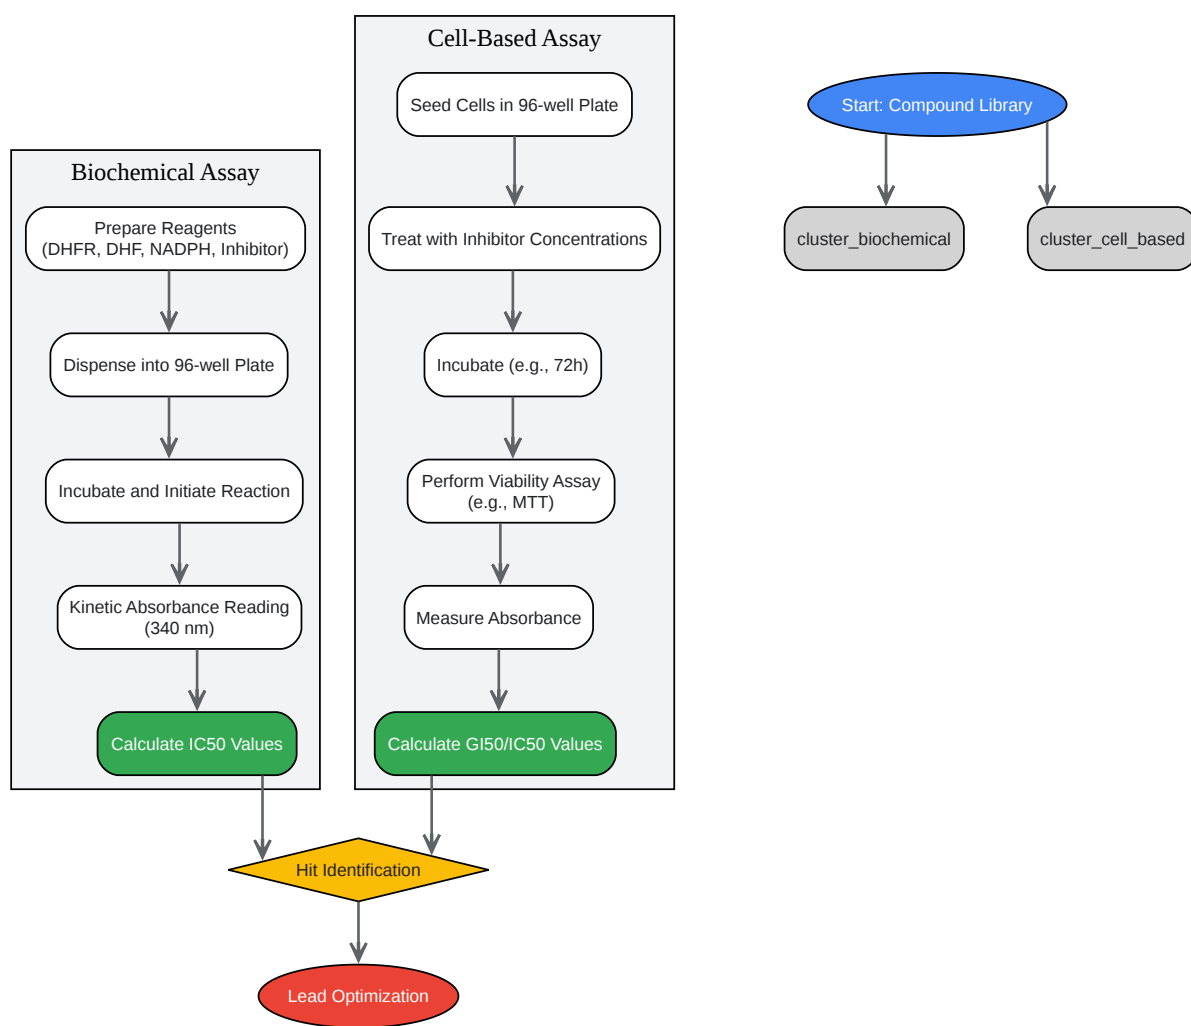 Cell-Based Assay
Seed Cells in 96-well Plate
Treat with Inhibitor Concentrations
Incubate (e.g., 72h)
Perform Viability Assay
(e.g., MTT)
Measure Absorbance
Calculate GI50/IC50 Values
Biochemical Assay
Prepare Reagents
(DHFR, DHF, NADPH, Inhibitor)
Dispense into 96-well Plate
Incubate and Initiate Reaction
Kinetic Absorbance Reading
(340 nm)
Calculate IC50 Values
Hit Identification
Lead Optimization
Start: Compound Library
cluster_biochemical
cluster_cell_based